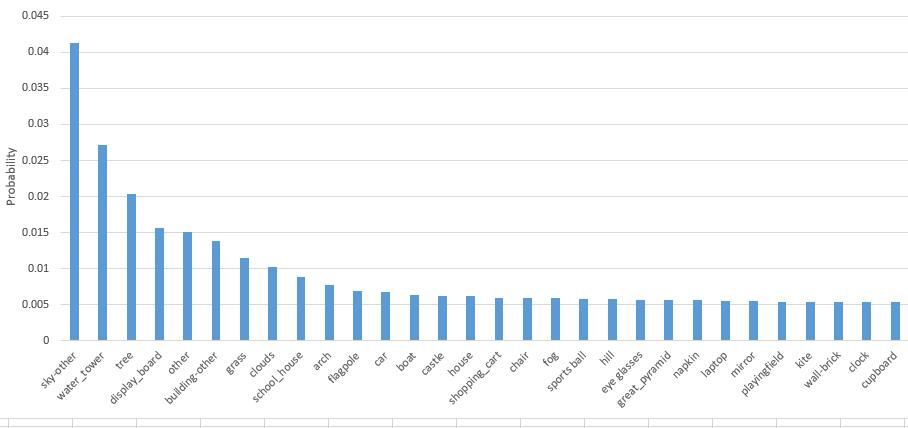 0.045
0.04
0.035
0.03
0.025
0.02
0.015
0.01
0.005
0
Probability
sky-other
water_tower
tree
display_board
other
building-other
grass
clouds
school_house
arch
flagpole
car
boat
castle
house
shopping_cart
chair
fog
sports ball
hill
eye glasses
great_pyramid
napkin
laptop
mirror
playingfield
kite
wall-brick
clock
cupboard